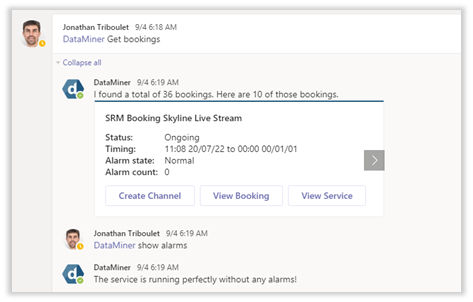 Jonathan Triboulet 9/4 6:18 AM
DataMiner Get bookings
Collapse all
DataMiner 9/4 6:19 AM
I found a total of 36 bookings. Here are 10 of those bookings.
SRM Booking Skyline Live Stream
Status: Ongoing
Timing: 11:08 20/07/22 to 00:00 00/01/01
Alarm state: Normal
Alarm count: 0
Create Channel View Booking View Service
Jonathan Triboulet 9/4 6:19 AM
DataMiner show alarms
DataMiner 9/4 6:19 AM
The service is running perfectly without any alarms!